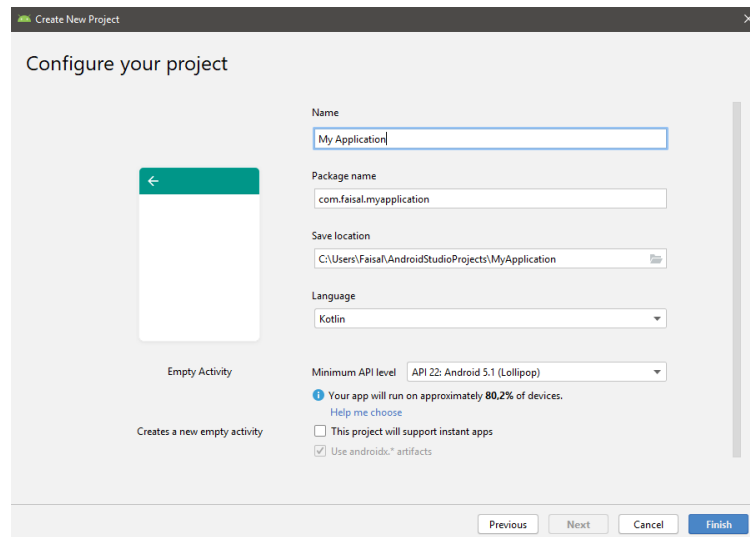 Create New Project
Configure your project
Name
My Application
Package name
com.faisal.myapplication
Save location
C:\Users\Faisal\AndroidStudioProjects\MyApplication
Language
Kotlin
Empty Activity
Minimum API level API 22: Android 5.1 (Lollipop)
Your app will run on approximately 80,2% of devices.
Help me choose
Creates a new empty activity
This project will support instant apps
Use androidx.* artifacts
Previous Next Cancel Finish